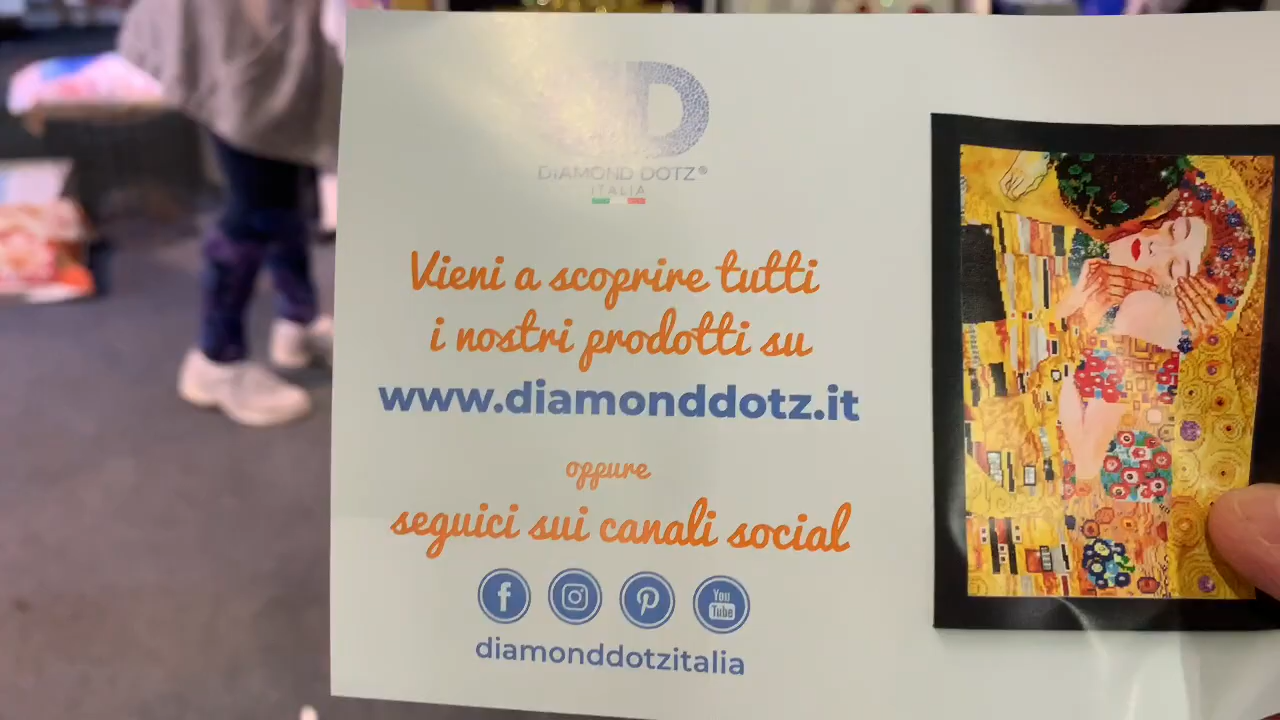 DD
DIAMOND DOTZ®
ITALIA
Vieni a scoprire tutti
i nostri prodotti su
www.diamonddotz.it
oppure
seguici sui canali social
You
Tube
diamonddotzitalia